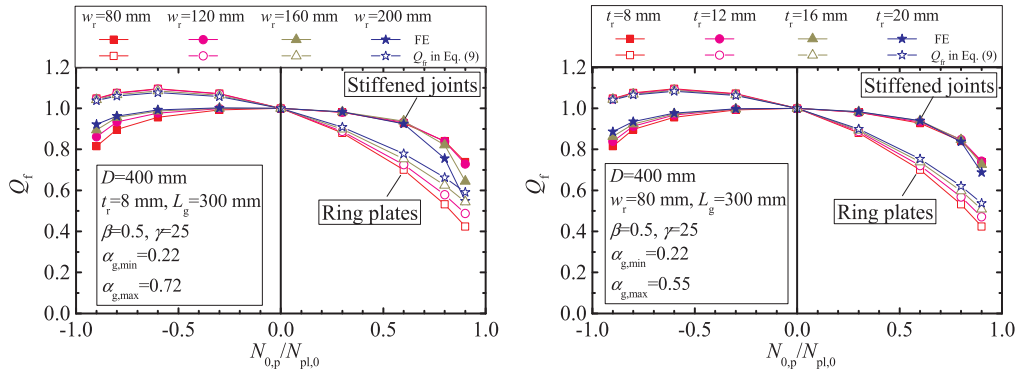 w_r=80 mm w_r=120 mm w_r=160 mm w_r=200 mm
FE
Q_fr in Eq. (9)
1.2
1.0
0.8
0.6
0.4
0.2
0.0
Q_f
Stiffened joints
Ring plates
D=400 mm
t_r=8 mm, L_g=300 mm
β=0.5, γ=25
α_g,min=0.22
α_g,max=0.72
-1.0 -0.5 0.0 0.5 1.0
N_0,p/N_pl,0
t_r=8 mm t_r=12 mm t_r=16 mm t_r=20 mm
FE
Q_fr in Eq. (9)
1.2
1.0
0.8
0.6
0.4
0.2
0.0
Q_f
Stiffened joints
Ring plates
D=400 mm
w_r=80 mm, L_g=300 mm
β=0.5, γ=25
α_g,min=0.22
α_g,max=0.55
-1.0 -0.5 0.0 0.5 1.0
N_0,p/N_pl,0